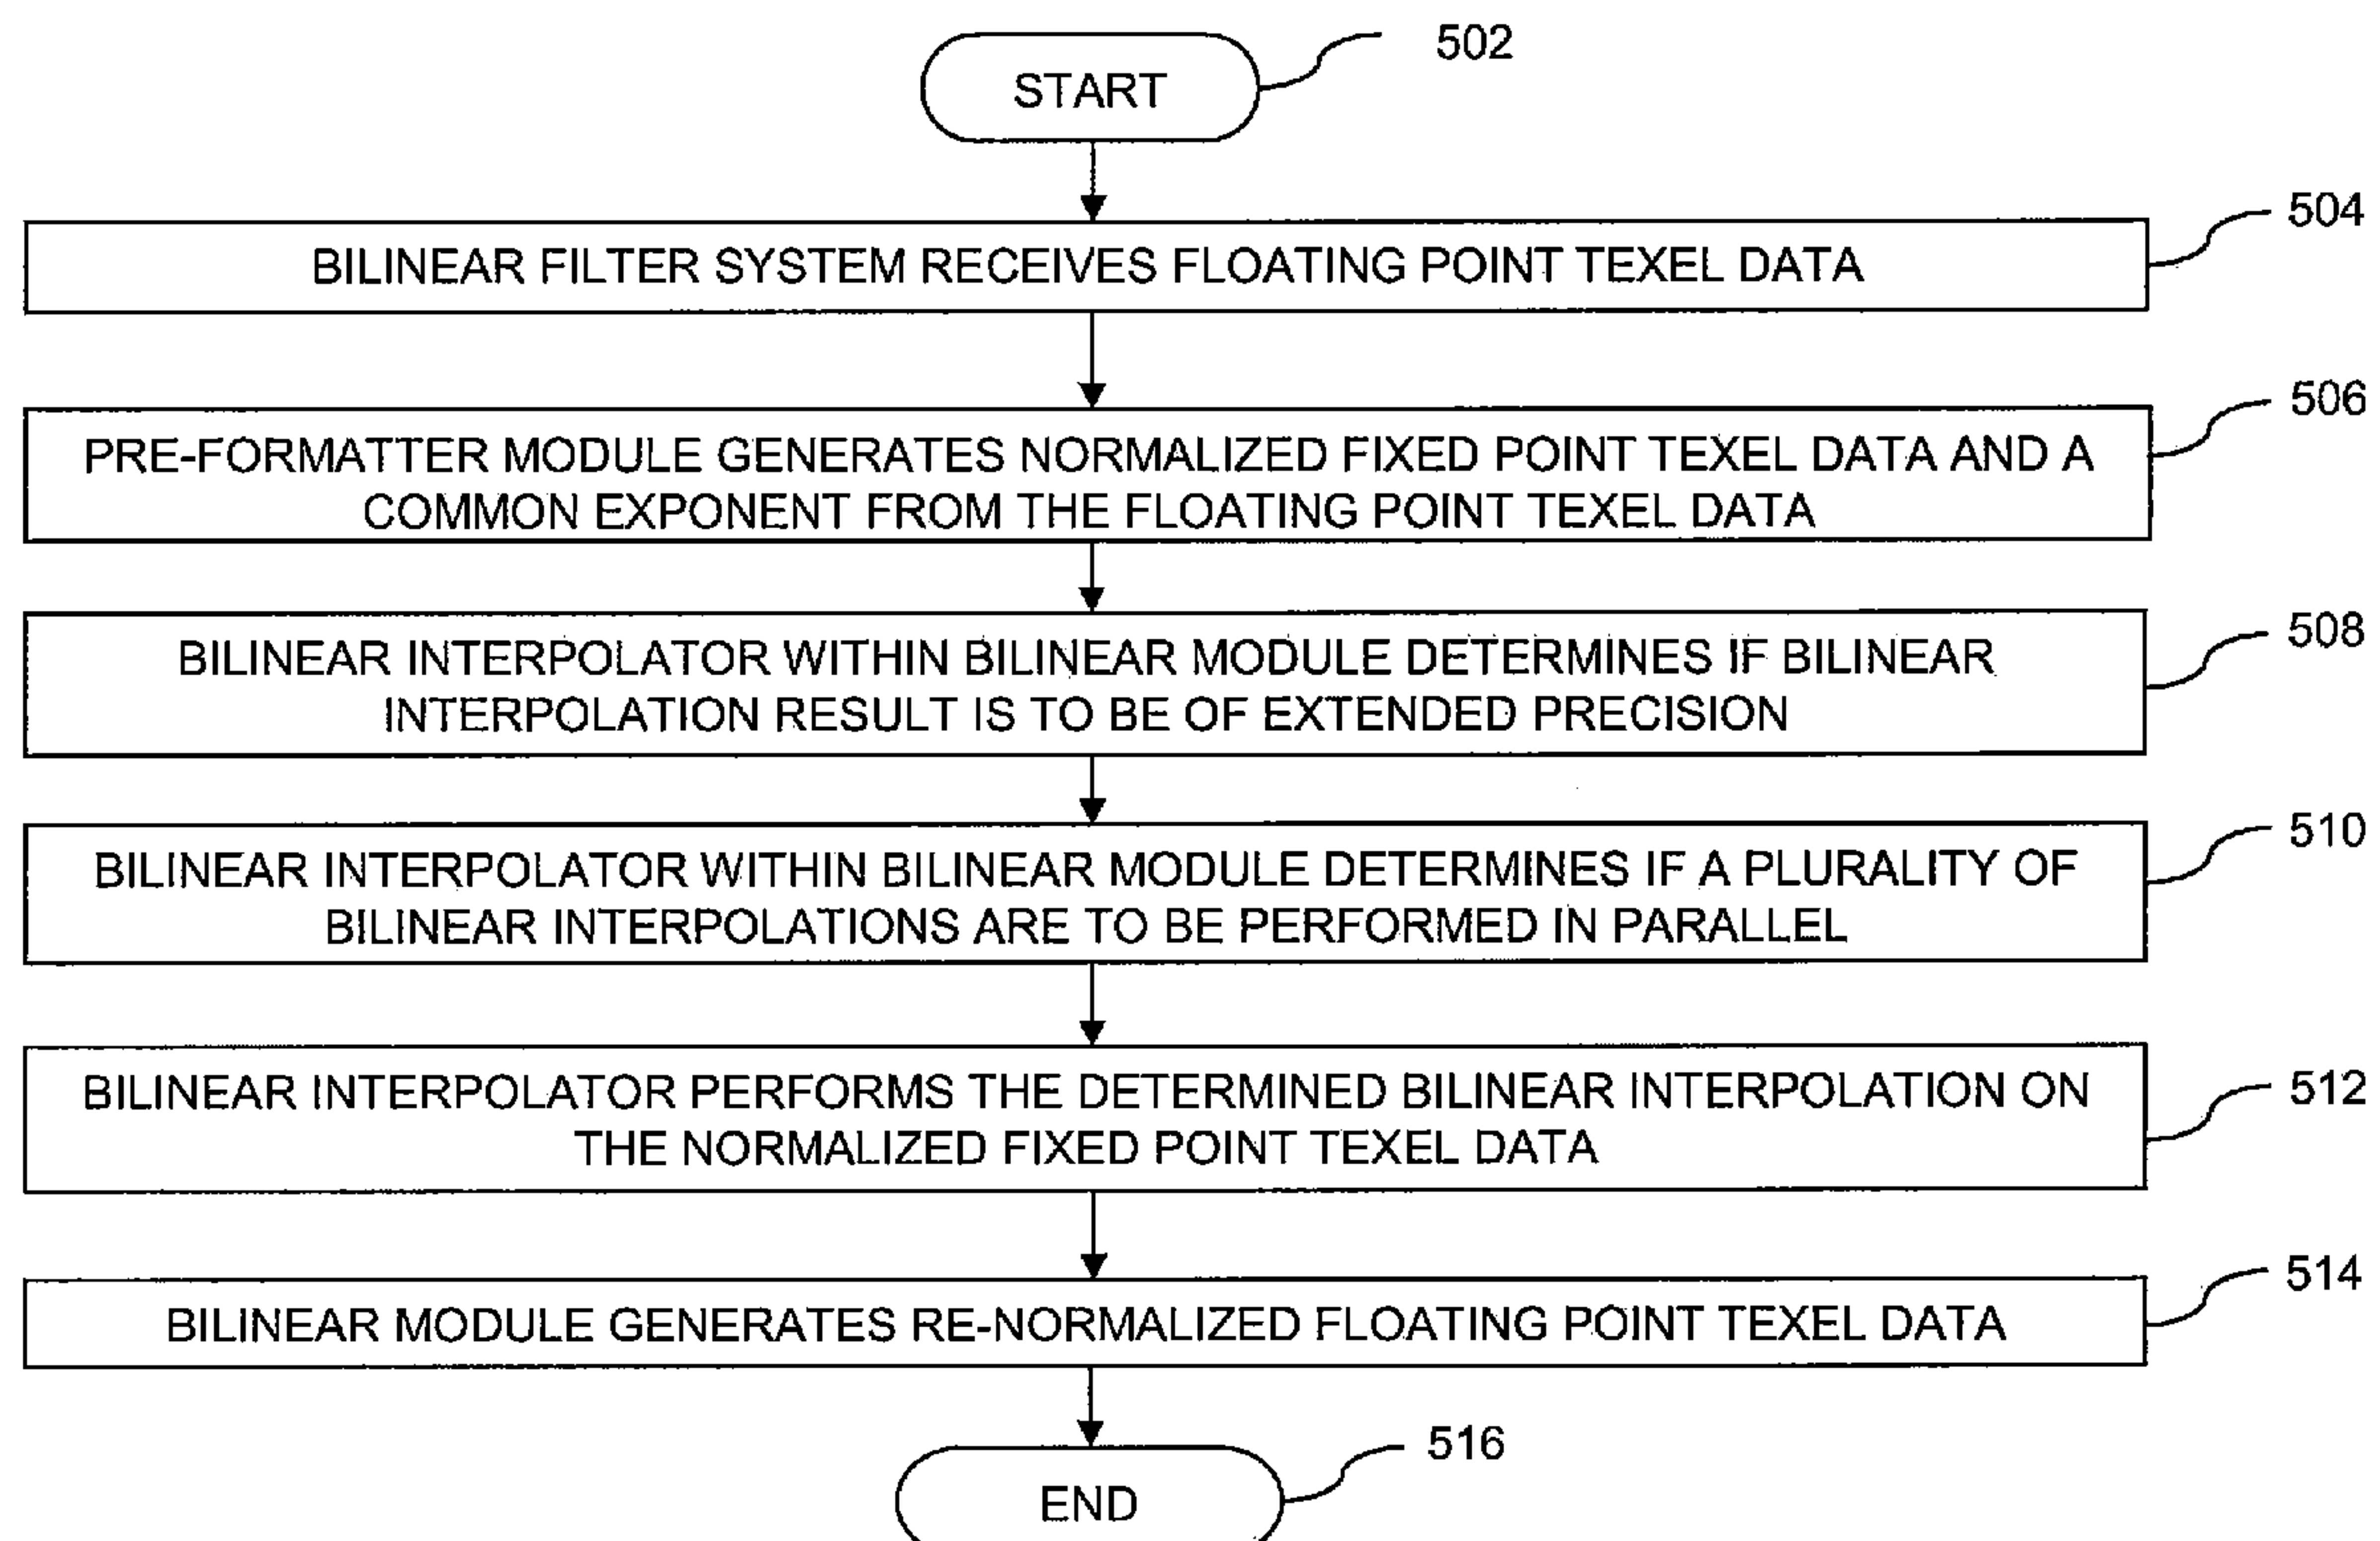 502
START
504
BILINEAR FILTER SYSTEM RECEIVES FLOATING POINT TEXEL DATA
506
PRE-FORMATTER MODULE GENERATES NORMALIZED FIXED POINT TEXEL DATA AND A
COMMON EXPONENT FROM THE FLOATING POINT TEXEL DATA
508
BILINEAR INTERPOLATOR WITHIN BILINEAR MODULE DETERMINES IF BILINEAR
INTERPOLATION RESULT IS TO BE OF EXTENDED PRECISION
510
BILINEAR INTERPOLATOR WITHIN BILINEAR MODULE DETERMINES IF A PLURALITY OF
BILINEAR INTERPOLATIONS ARE TO BE PERFORMED IN PARALLEL
512
BILINEAR INTERPOLATOR PERFORMS THE DETERMINED BILINEAR INTERPOLATION ON
THE NORMALIZED FIXED POINT TEXEL DATA
514
BILINEAR MODULE GENERATES RE-NORMALIZED FLOATING POINT TEXEL DATA
516
END